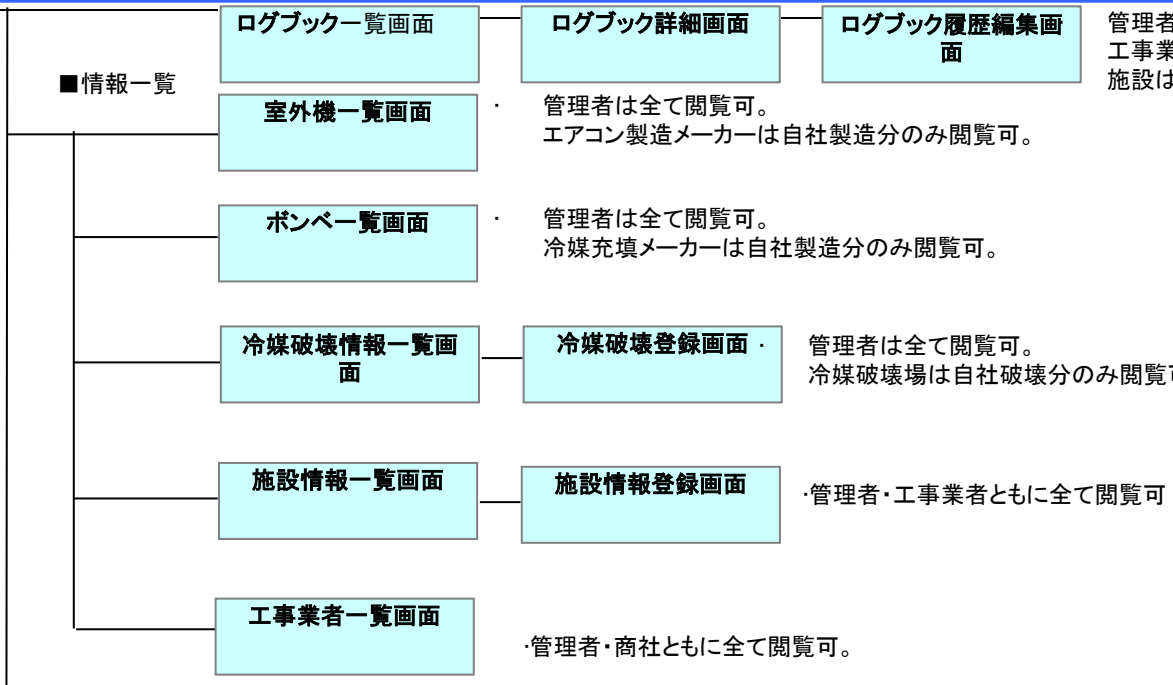 ログブック一覧画面
ログブック詳細画面
ログブック履歴編集画
面
管理者
工事業
施設は
■情報一覧
室外機一覧画面
・ 管理者は全て閲覧可。
エアコン製造メーカーは自社製造分のみ閲覧可。
ボンベ一覧画面
・ 管理者は全て閲覧可。
冷媒充填メーカーは自社製造分のみ閲覧可。
冷媒破壊情報一覧画
面
冷媒破壊登録画面
・ 管理者は全て閲覧可。
冷媒破壊場は自社破壊分のみ閲覧可
施設情報一覧画面
施設情報登録画面
・管理者・工事業者ともに全て閲覧可
工事業者一覧画面
・管理者・商社ともに全て閲覧可。